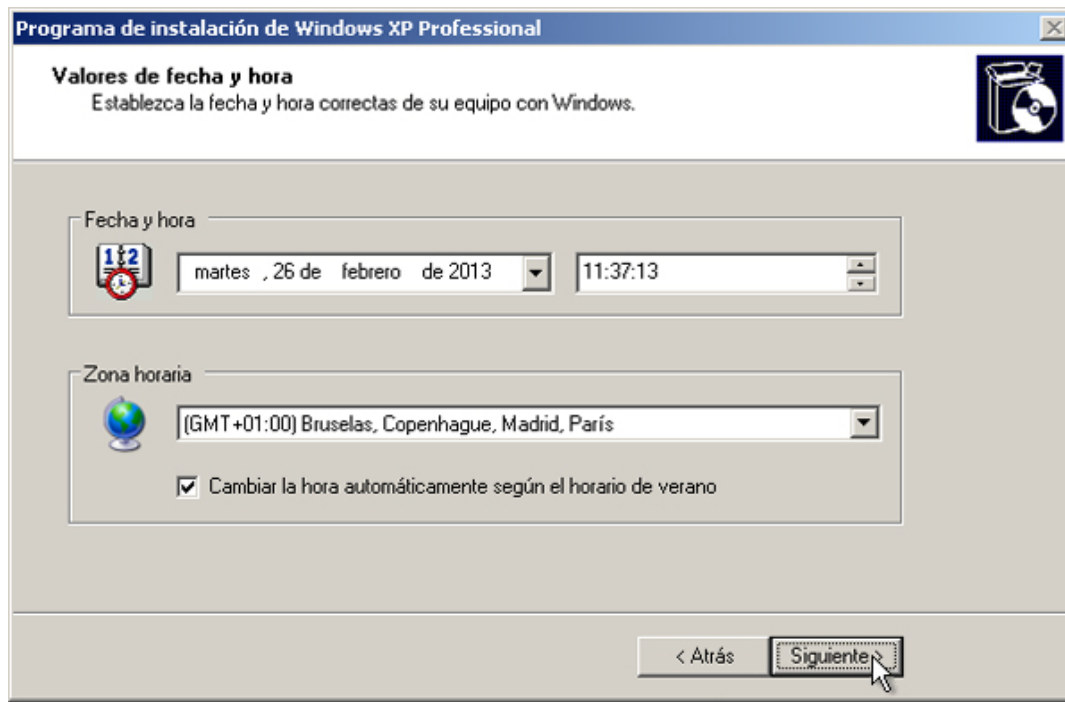 Programa de instalación de Windows XP Professional
Valores de fecha y hora
Establezca la fecha y hora correctas de su equipo con Windows.
Fecha y hora
1 2
martes , 26 de febrero de 2013
11:37:13
Zona horaria
(GMT+01:00) Bruselas, Copenhague, Madrid, París
Cambiar la hora automáticamente según el horario de verano
< Atrás
Siguiente >